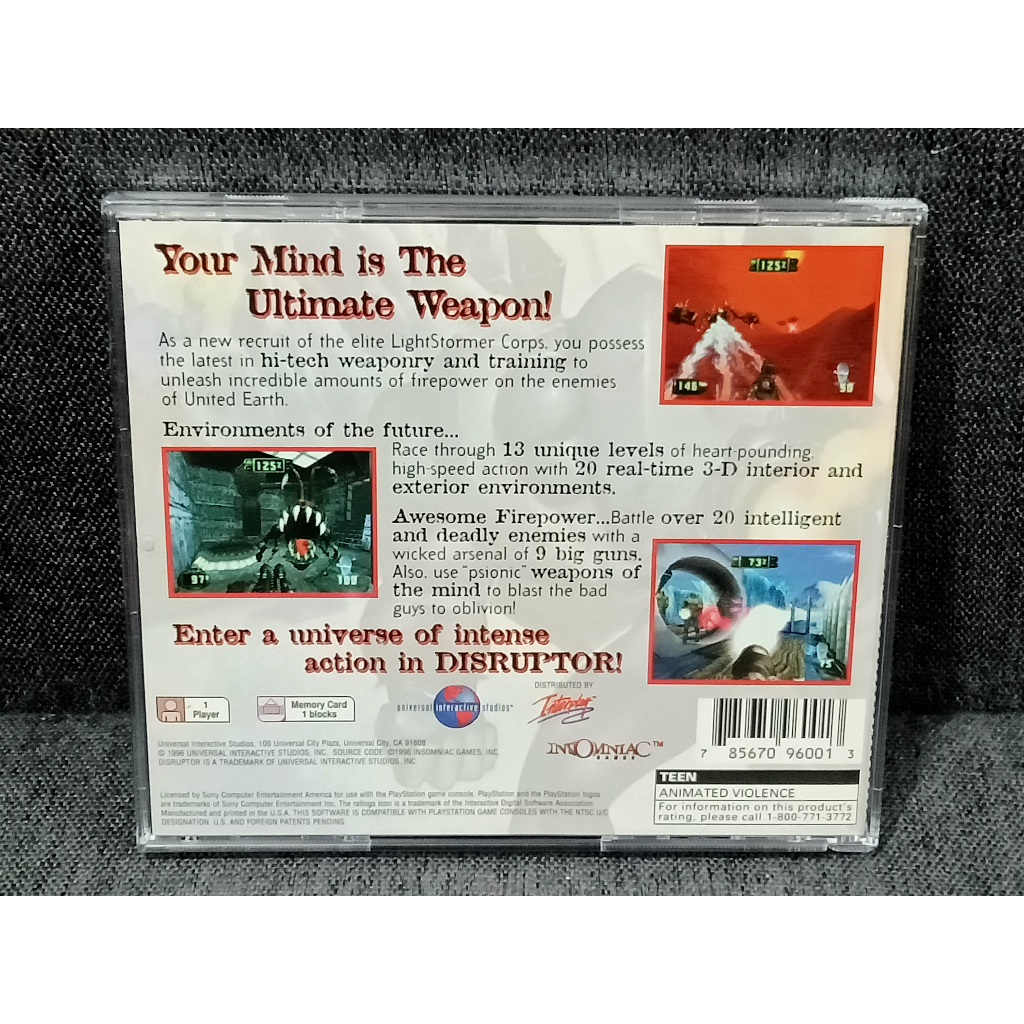 Your Mind is The
Ultimate Weapon!
As a new recruit of the elite LightStormer Corps, you possess
the latest in hi-tech weaponry and training to
unleash incredible amounts of firepower on the enemies
of United Earth.
125%
146%
50
Environments of the future...
Race through 13 unique levels of heart-pounding,
high-speed action with 20 real-time 3-D interior and
exterior environments.
125%
97%
100
Awesome Firepower...Battle over 20 intelligent
and deadly enemies with a
wicked arsenal of 9 big guns.
Also, use "psionic" weapons of
the mind to blast the bad
guys to oblivion!
73%
75
Enter a universe of intense
action in DISRUPTOR!
1
Player
Memory Card
1 blocks
universal interactive studios
DISTRIBUTED BY
Interplay™
INSOMNIAC™
GAMES
7 85670 96001 3
Universal Interactive Studios, 100 Universal City Plaza, Universal City, CA 91608
© 1996 UNIVERSAL INTERACTIVE STUDIOS, INC. SOURCE CODE ©1996 INSOMNIAC GAMES, INC.
DISRUPTOR IS A TRADEMARK OF UNIVERSAL INTERACTIVE STUDIOS, INC.
Licensed by Sony Computer Entertainment America for use with the PlayStation game console. PlayStation and the PlayStation logos
are trademarks of Sony Computer Entertainment Inc. The ratings icon is a trademark of the Interactive Digital Software Association.
Manufactured and printed in the U.S.A. THIS SOFTWARE IS COMPATIBLE WITH PLAYSTATION GAME CONSOLES WITH THE NTSC U/C
DESIGNATION. U.S. AND FOREIGN PATENTS PENDING.
TEEN
ANIMATED VIOLENCE
For information on this product's
rating, please call 1-800-771-3772